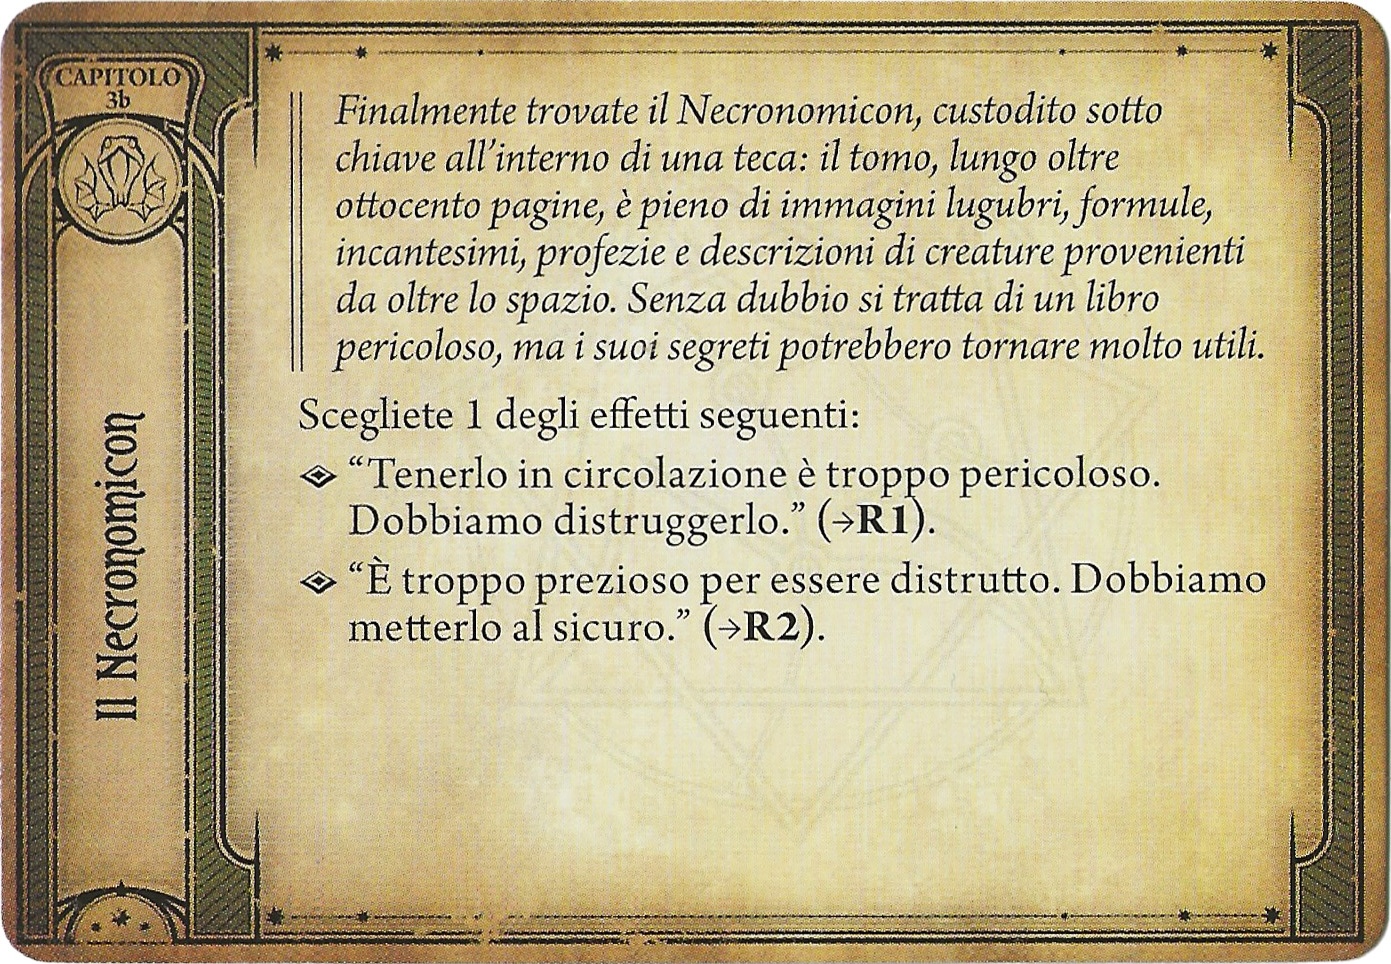 CAPITOLO
3b
Il Necronomicon
Finalmente trovate il Necronomicon, custodito sotto
chiave all'interno di una teca: il tomo, lungo oltre
ottocento pagine, è pieno di immagini lugubri, formule,
incantesimi, profezie e descrizioni di creature provenienti
da oltre lo spazio. Senza dubbio si tratta di un libro
pericoloso, ma i suoi segreti potrebbero tornare molto utili.
Scegliete 1 degli effetti seguenti:
“Tenerlo in circolazione è troppo pericoloso.
Dobbiamo distruggerlo.” (→R1).
“È troppo prezioso per essere distrutto. Dobbiamo
metterlo al sicuro.” (→R2).